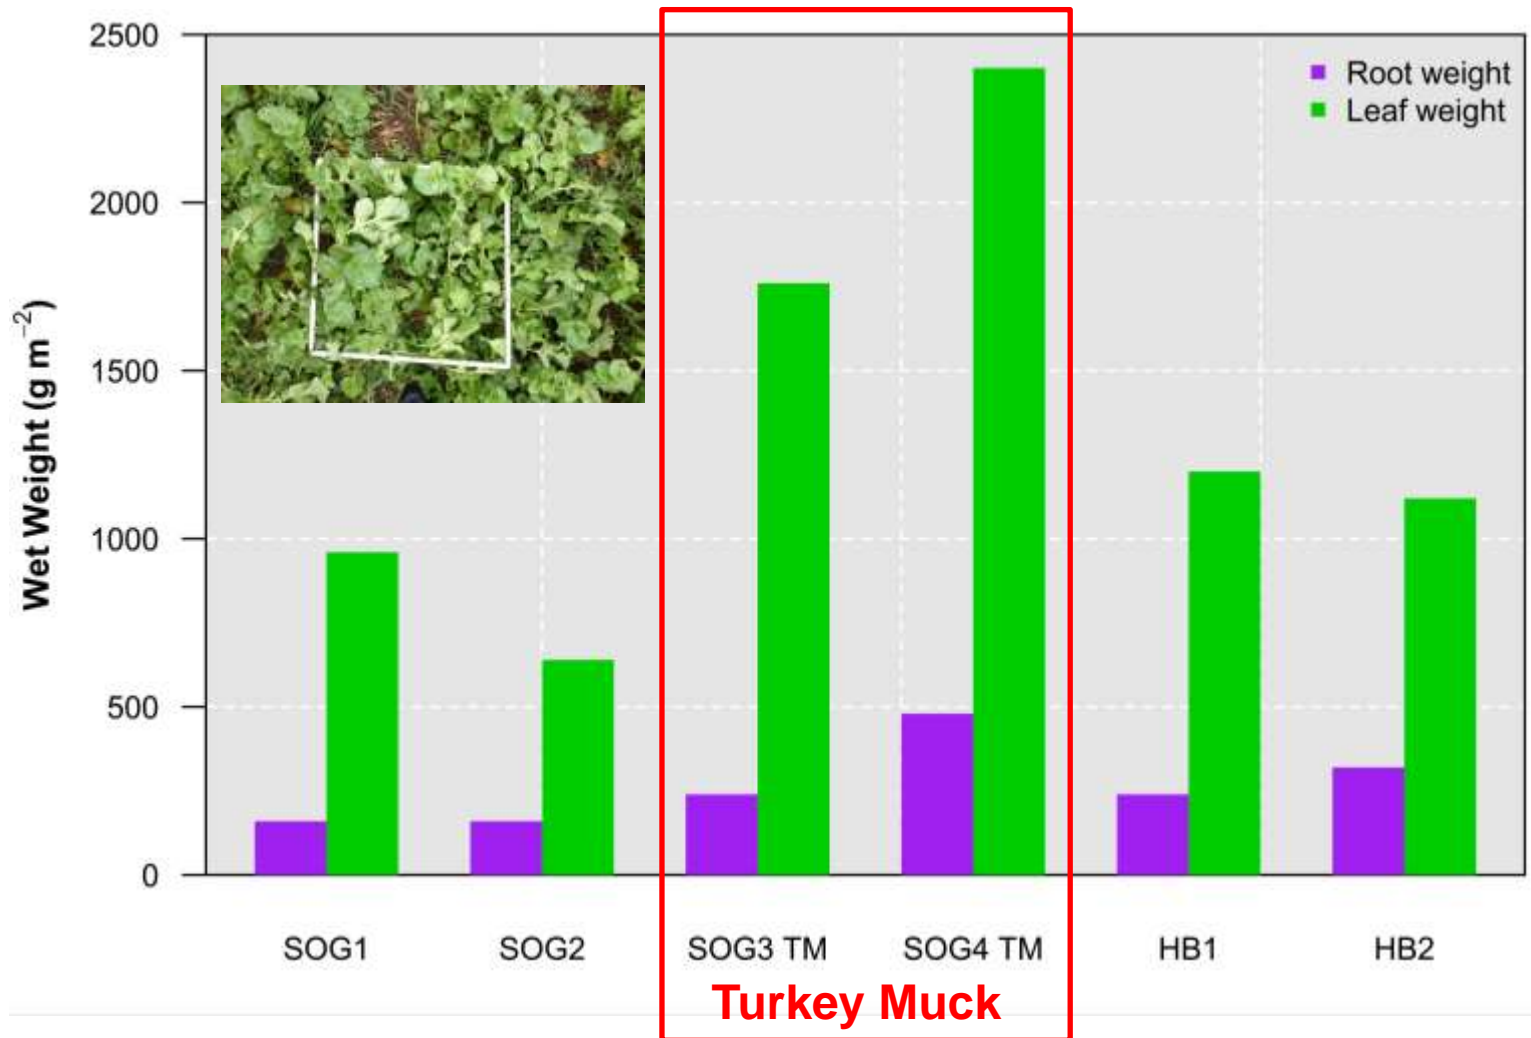 2500
2000
1500
1000
500
0
Wet Weight (g m⁻²)
Root weight
Leaf weight
SOG1
SOG2
SOG3 TM
SOG4 TM
HB1
HB2
Turkey Muck